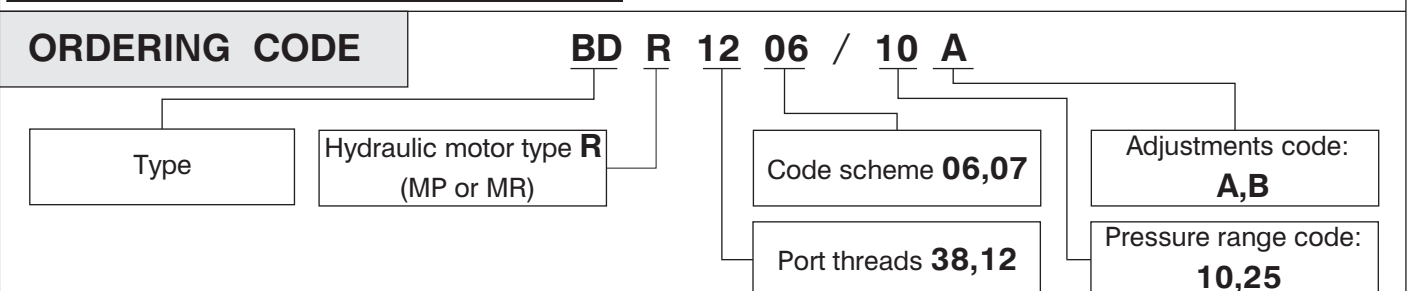 ORDERING CODE
BD R 12 06 / 10 A
Type
Hydraulic motor type R
(MP or MR)
Code scheme 06,07
Adjustments code:
A,B
Port threads 38,12
Pressure range code:
10,25